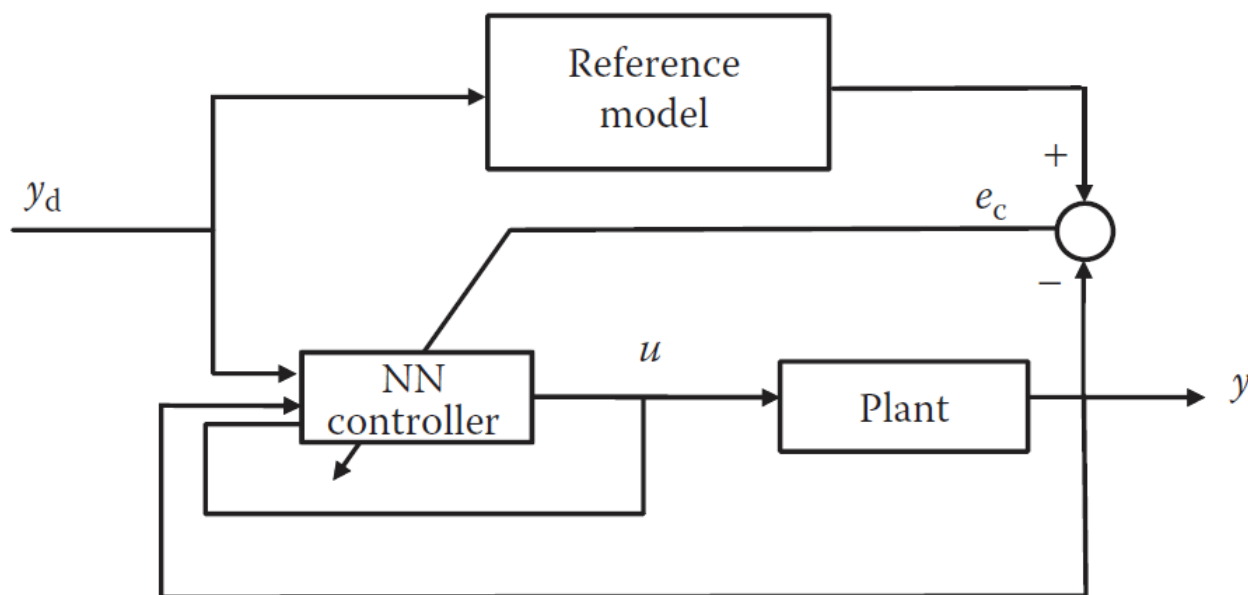 Reference
model
y_d
+
e_c
−
NN
controller
u
Plant
y